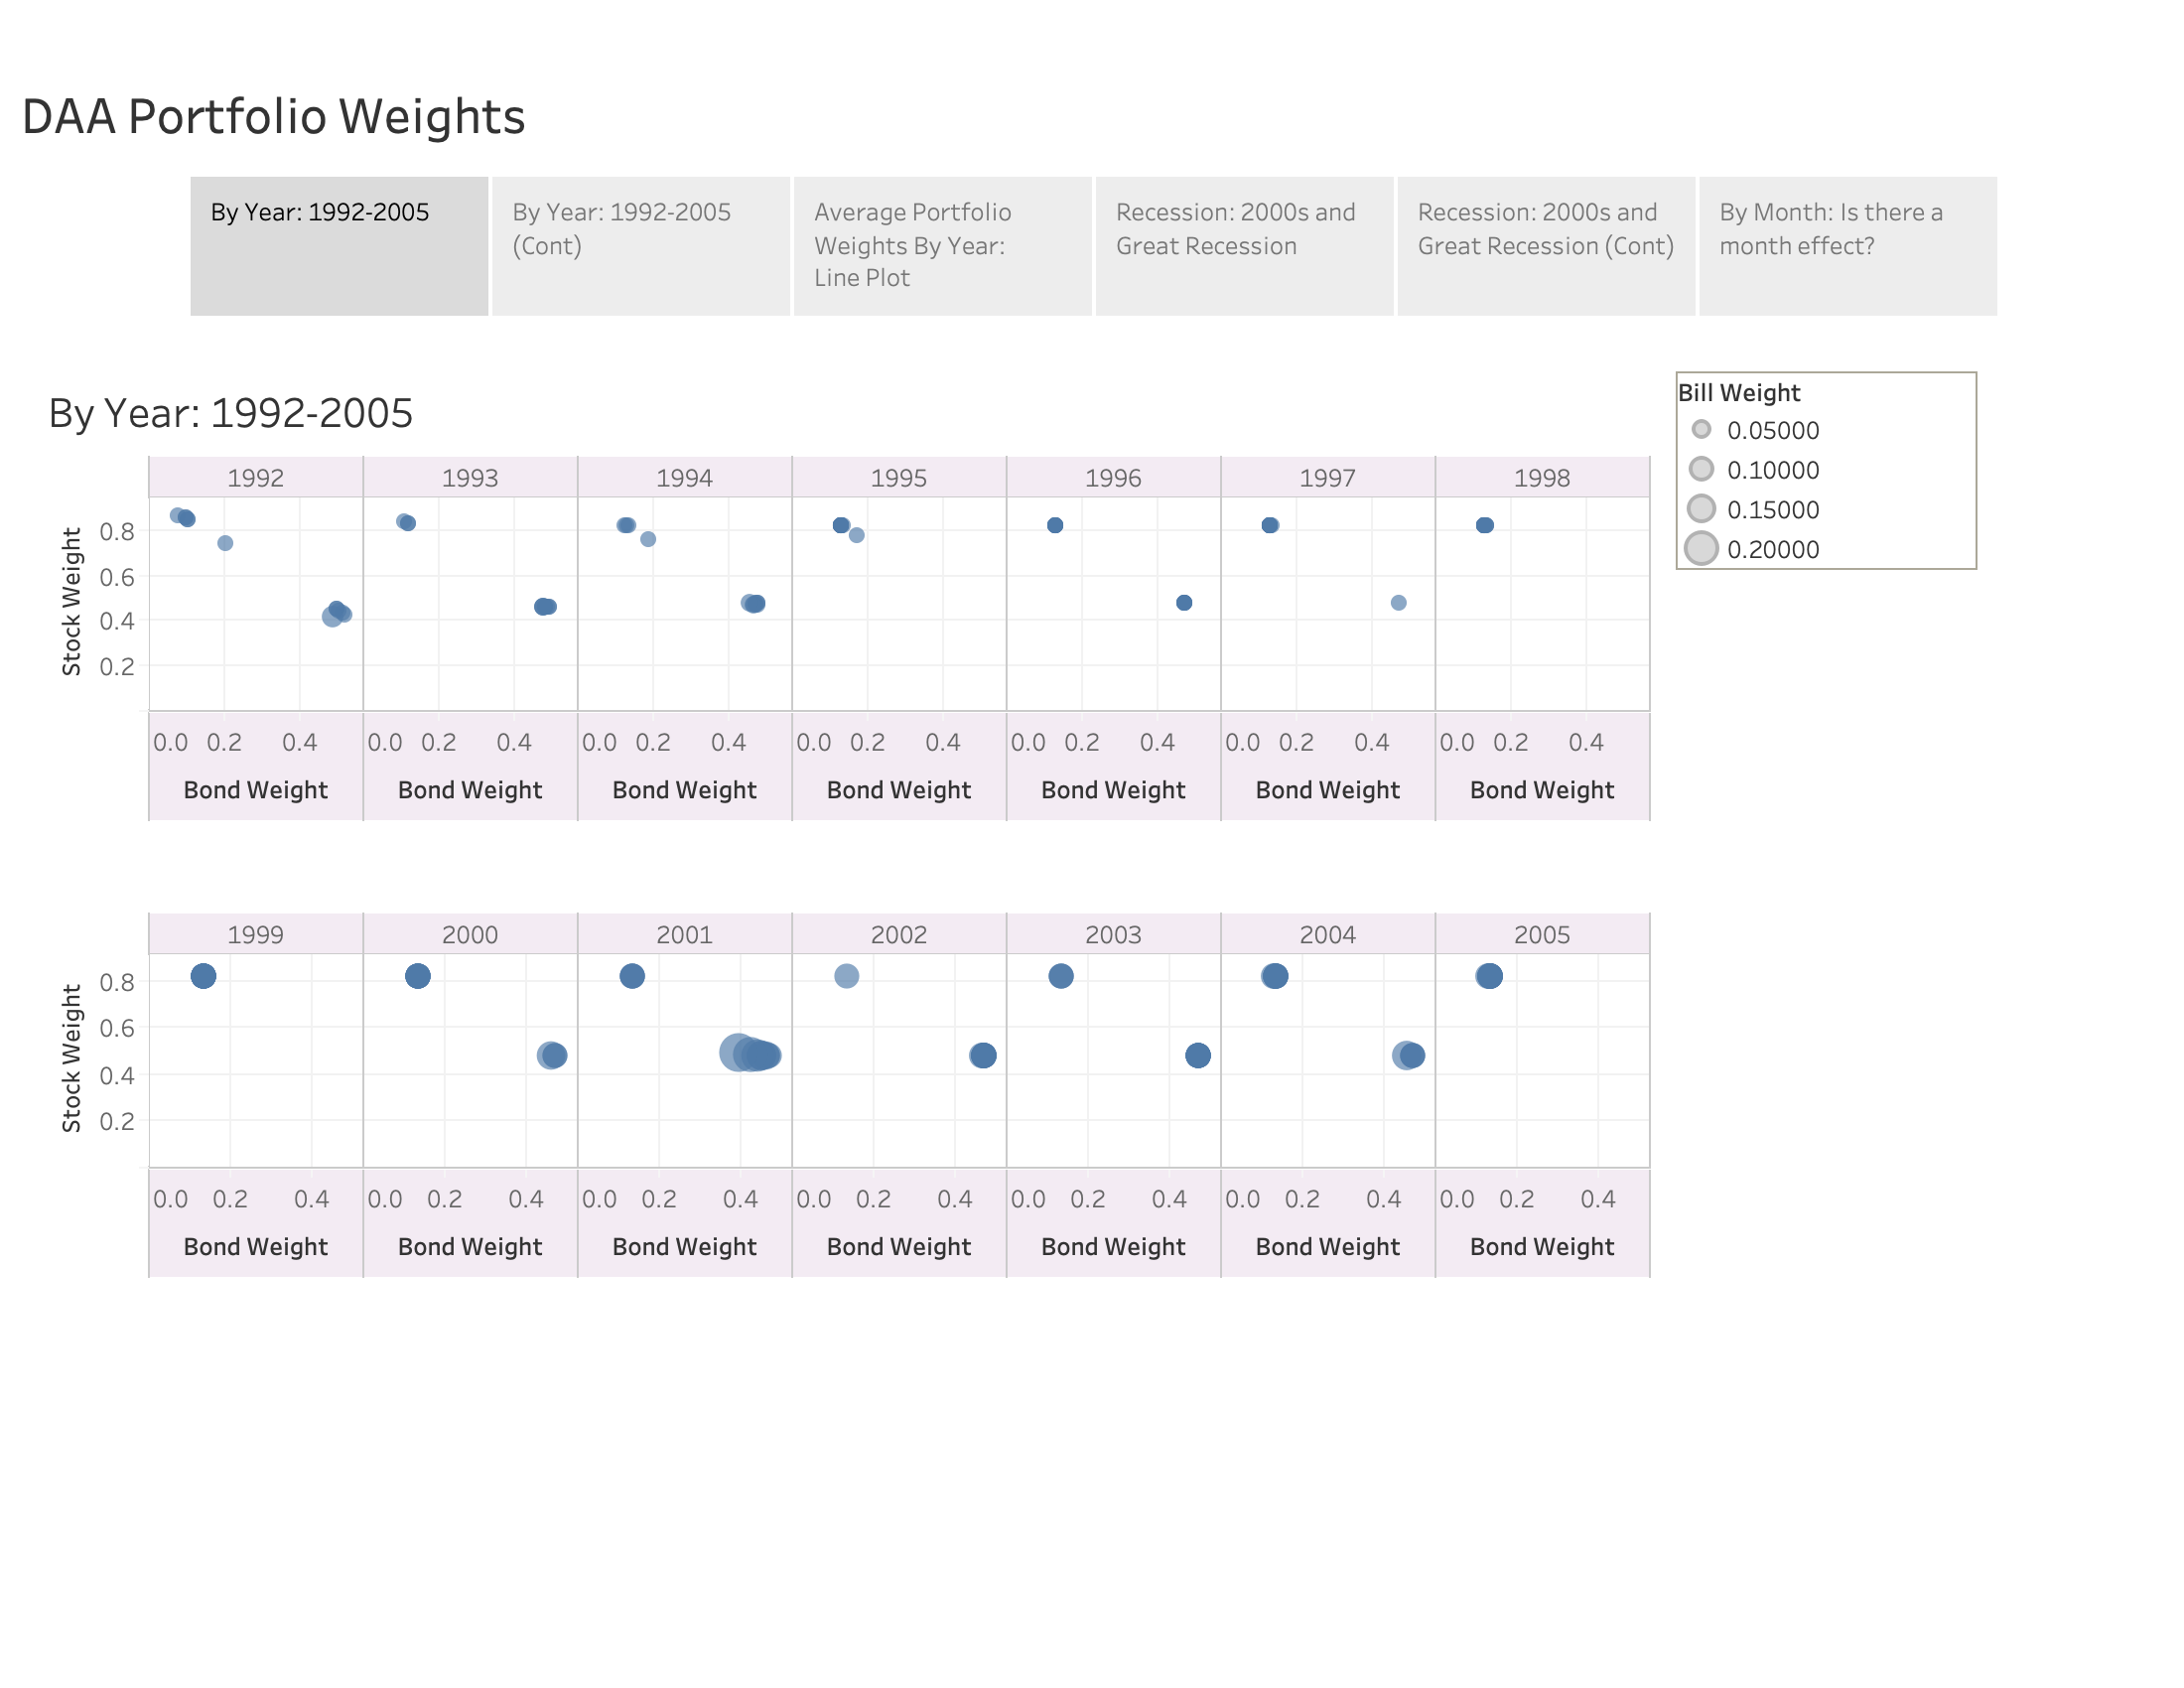 DAA Portfolio Weights
By Year: 1992-2005
By Year: 1992-2005
(Cont)
Average Portfolio
Weights By Year:
Line Plot
Recession: 2000s and
Great Recession
Recession: 2000s and
Great Recession (Cont)
By Month: Is there a
month effect?
By Year: 1992-2005
Bill Weight
0.05000
0.10000
0.15000
0.20000
1992 1993 1994 1995 1996 1997 1998
Stock Weight
0.8
0.6
0.4
0.2
0.0 0.2 0.4 0.0 0.2 0.4 0.0 0.2 0.4 0.0 0.2 0.4 0.0 0.2 0.4 0.0 0.2 0.4 0.0 0.2 0.4
Bond Weight Bond Weight Bond Weight Bond Weight Bond Weight Bond Weight Bond Weight
1999 2000 2001 2002 2003 2004 2005
Stock Weight
0.8
0.6
0.4
0.2
0.0 0.2 0.4 0.0 0.2 0.4 0.0 0.2 0.4 0.0 0.2 0.4 0.0 0.2 0.4 0.0 0.2 0.4 0.0 0.2 0.4
Bond Weight Bond Weight Bond Weight Bond Weight Bond Weight Bond Weight Bond Weight